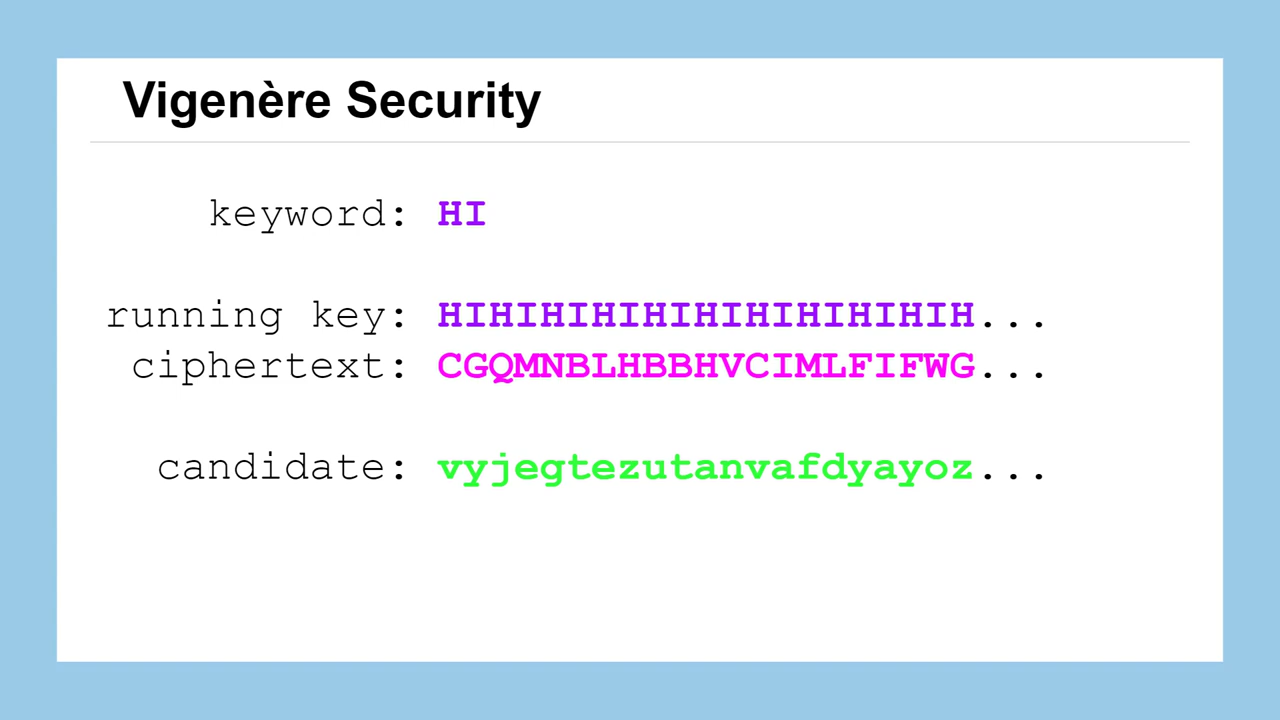 Vigenère Security
keyword: HI
running key: HIHIHIHIHIHIHIHIHIHIH...
ciphertext: CGQMNBLHBBHVCIMLFIFWG...
candidate: vyjegtezutanvafdyayoz...